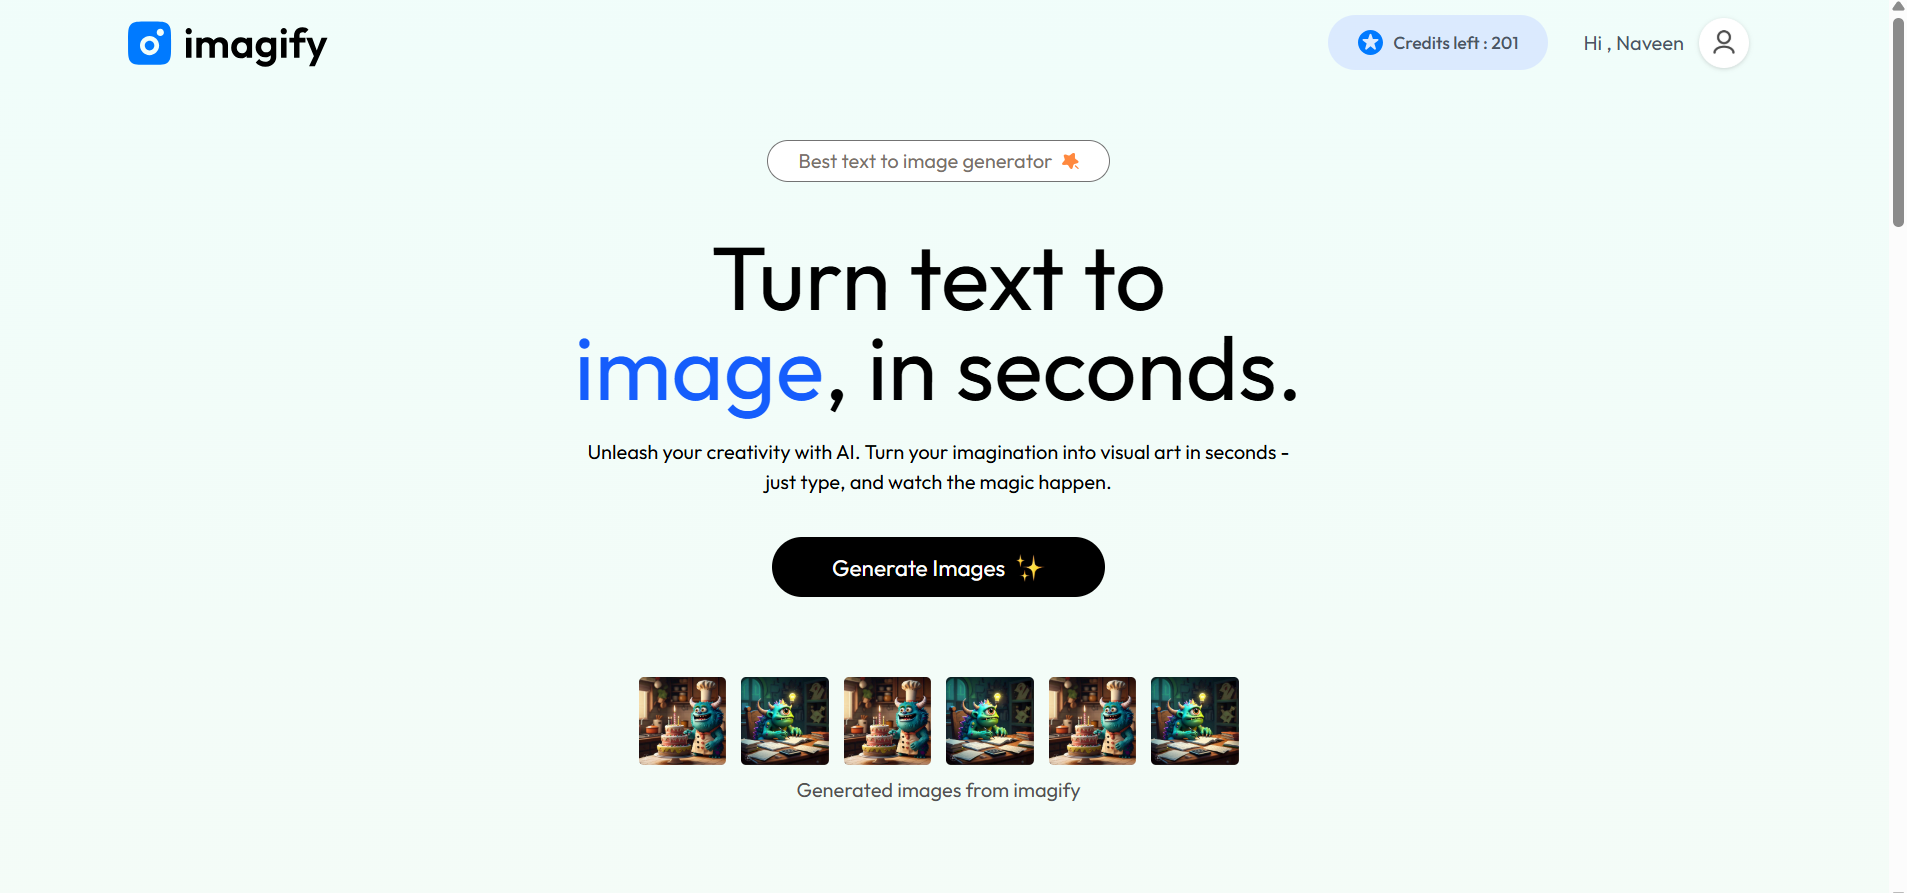 imagify
Credits left : 201
Hi , Naveen
Best text to image generator
Turn text to
image, in seconds.
Unleash your creativity with AI. Turn your imagination into visual art in seconds -
just type, and watch the magic happen.
Generate Images ✨
Generated images from imagify